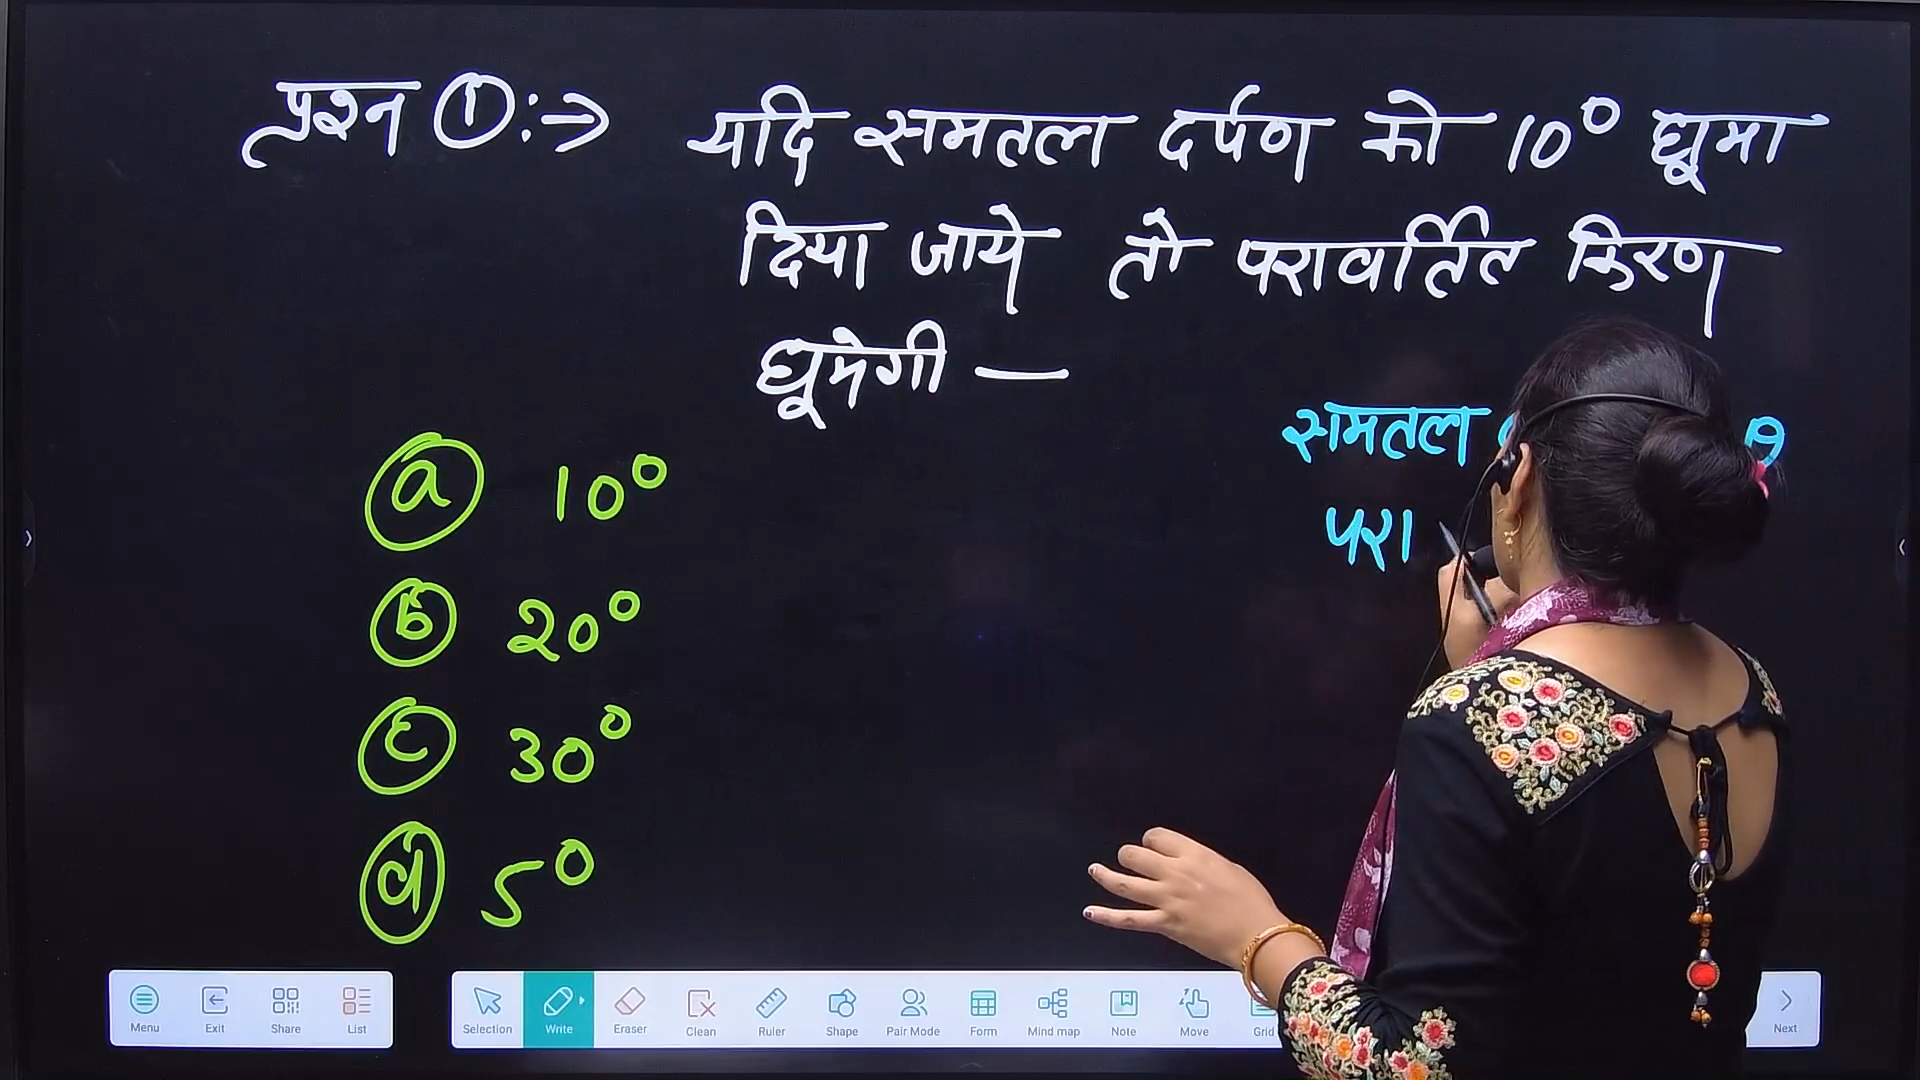 प्रश्न ① :→ यदि समतल दर्पण को 10° घूमा
दिया जाये तो परावर्तित किरण
घूमेगी —
समतल θ
परा
ⓐ 10°
ⓑ 20°
ⓒ 30°
ⓓ 5°
Menu Exit Share List Selection Write Eraser Clean Ruler Shape Pair Mode Form Mind map Note Move Grid Next